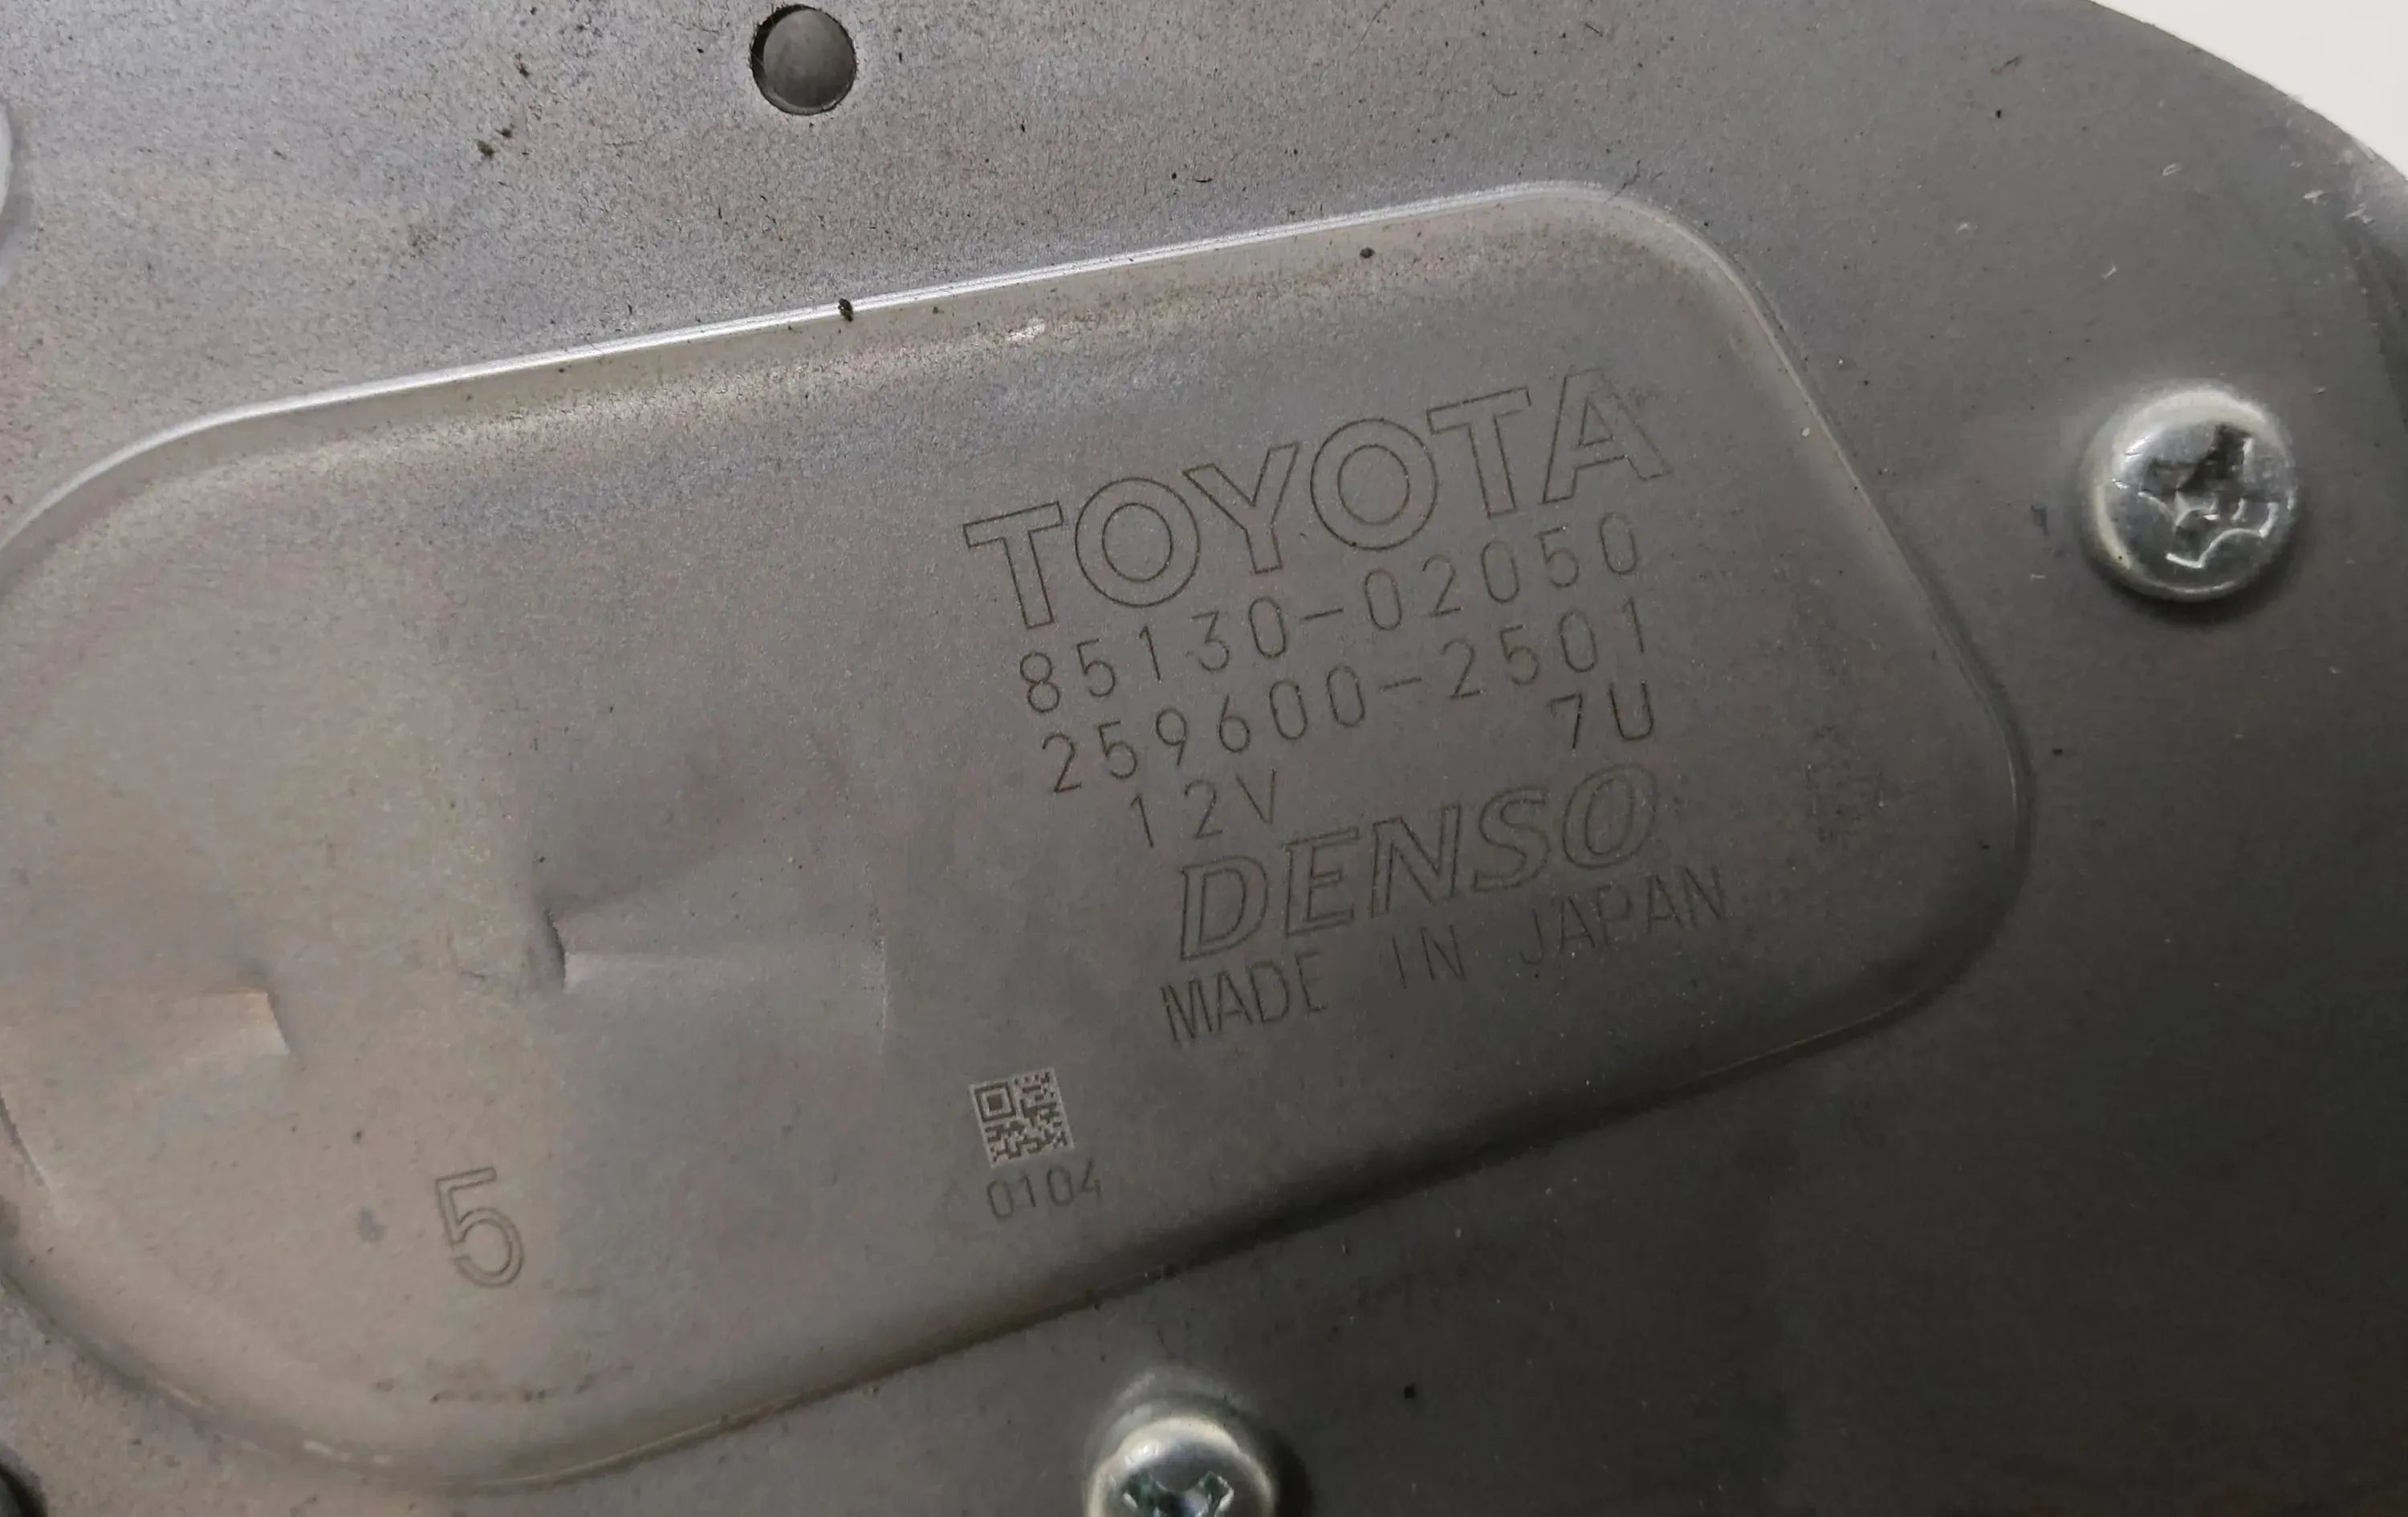 TOYOTA
85130-02050
259600-2501
7U
12V
DENSO
MADE IN JAPAN
0104
5